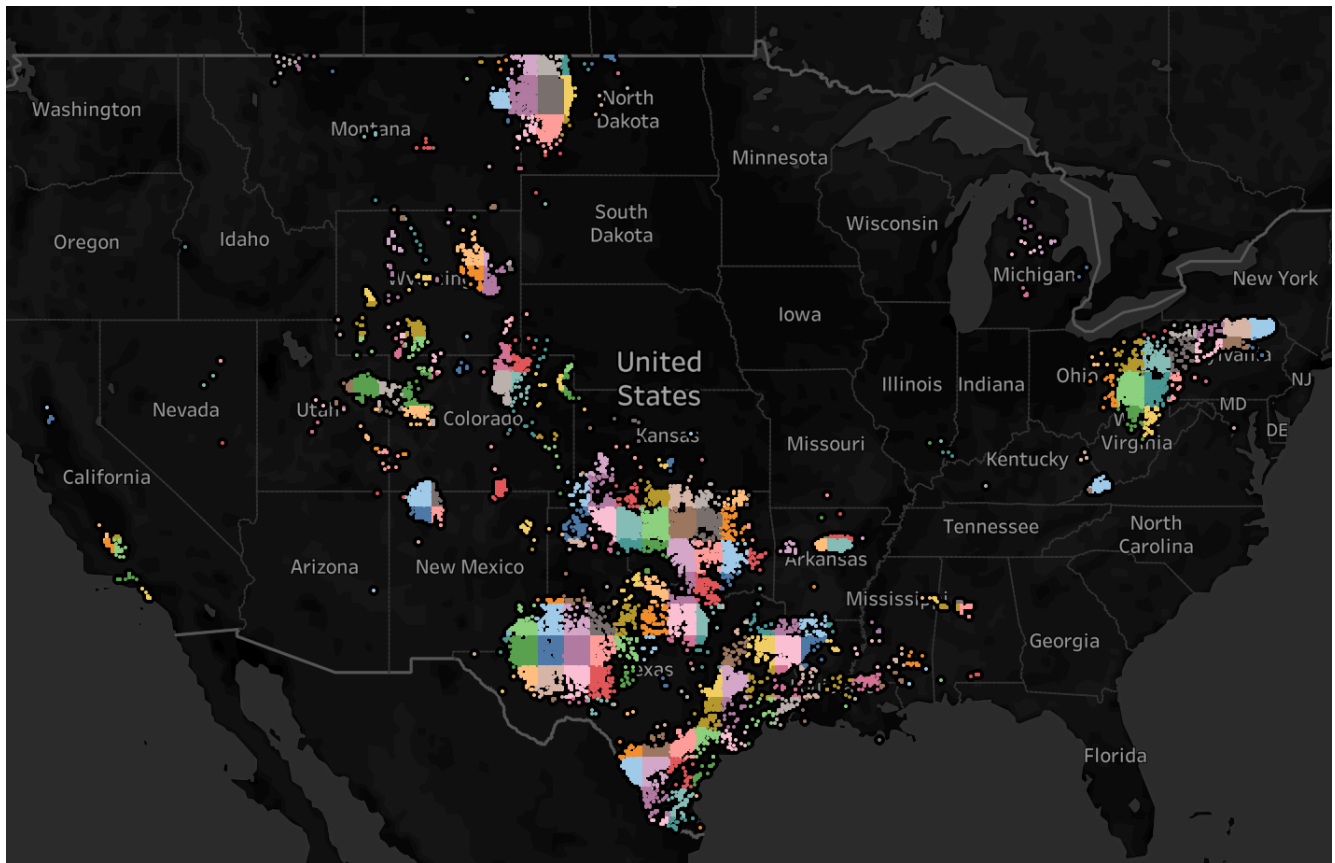 Washington
Montana
North
Dakota
Minnesota
Oregon
Idaho
South
Dakota
Wisconsin
Michigan
New York
Iowa
United
States
Ohio
NJ
Nevada
Utah
Colorado
Kansas
Illinois
Indiana
MD
DE
Missouri
Virginia
California
Kentucky
Arizona
New Mexico
Arkansas
Tennessee
North
Carolina
Mississippi
Georgia
Florida